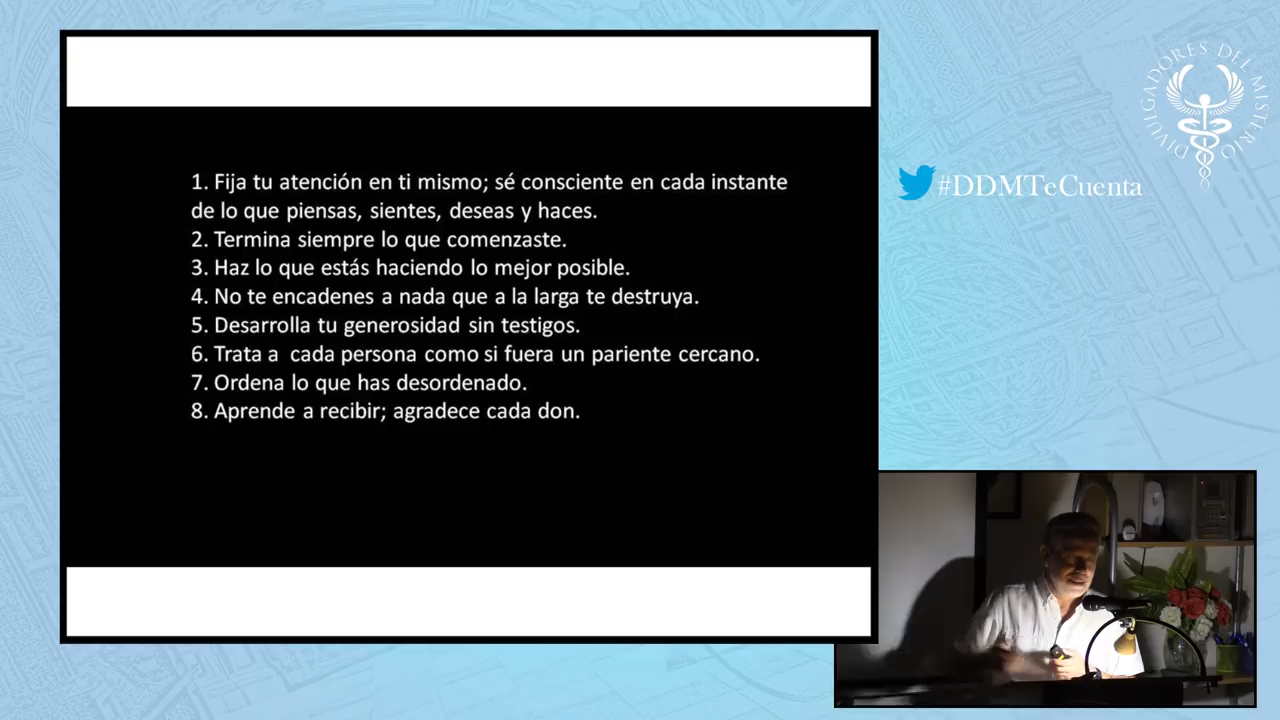 1. Fija tu atención en ti mismo; sé consciente en cada instante
de lo que piensas, sientes, deseas y haces.
2. Termina siempre lo que comenzaste.
3. Haz lo que estás haciendo lo mejor posible.
4. No te encadenes a nada que a la larga te destruya.
5. Desarrolla tu generosidad sin testigos.
6. Trata a  cada persona como si fuera un pariente cercano.
7. Ordena lo que has desordenado.
8. Aprende a recibir; agradece cada don.
DIVULGADORES DEL MISTERIO
#DDMTeCuenta